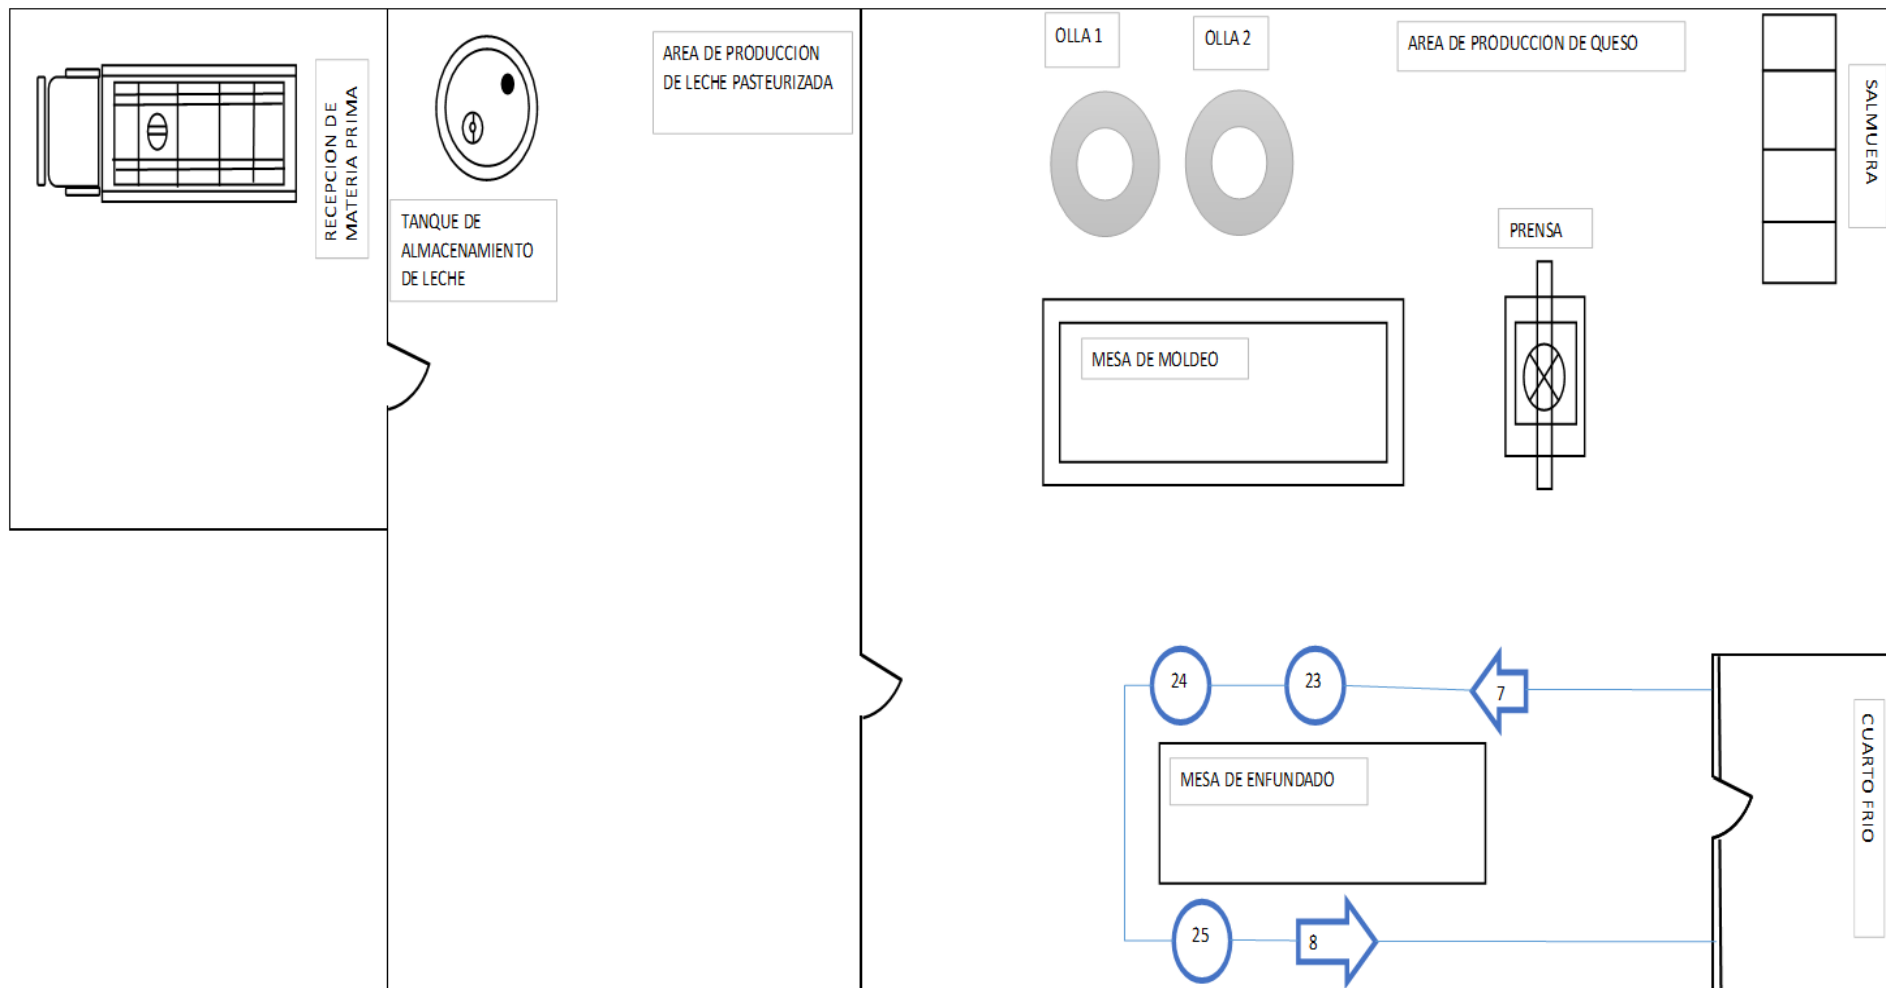 RECEPCION DE
MATERIA PRIMA
TANQUE DE
ALMACENAMIENTO
DE LECHE
AREA DE PRODUCCION
DE LECHE PASTEURIZADA
OLLA 1
OLLA 2
AREA DE PRODUCCION DE QUESO
SALMUERA
PRENSA
MESA DE MOLDEO
24
23
7
MESA DE ENFUNDADO
CUARTO FRIO
25
8